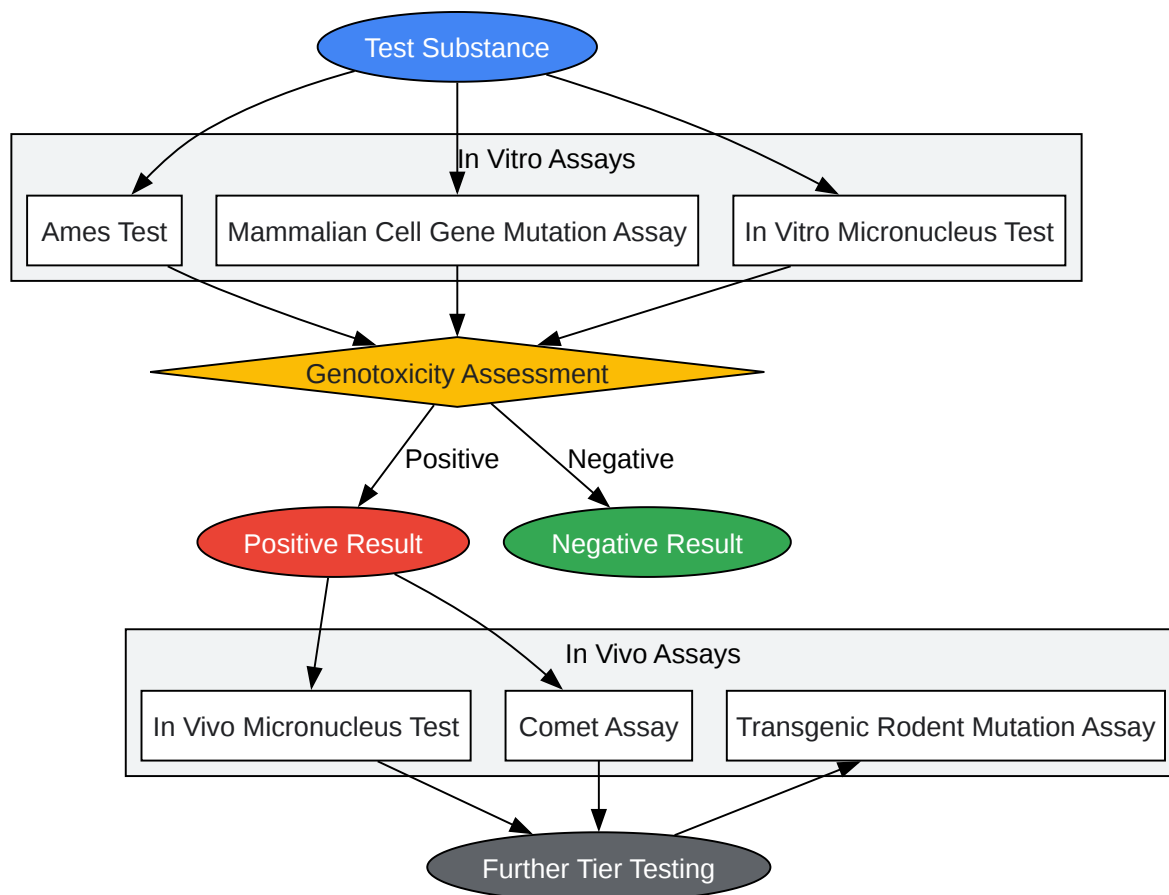 Test Substance
In Vitro Assays
Ames Test
Mammalian Cell Gene Mutation Assay
In Vitro Micronucleus Test
Genotoxicity Assessment
Positive
Negative
Positive Result
Negative Result
In Vivo Assays
In Vivo Micronucleus Test
Comet Assay
Transgenic Rodent Mutation Assay
Further Tier Testing